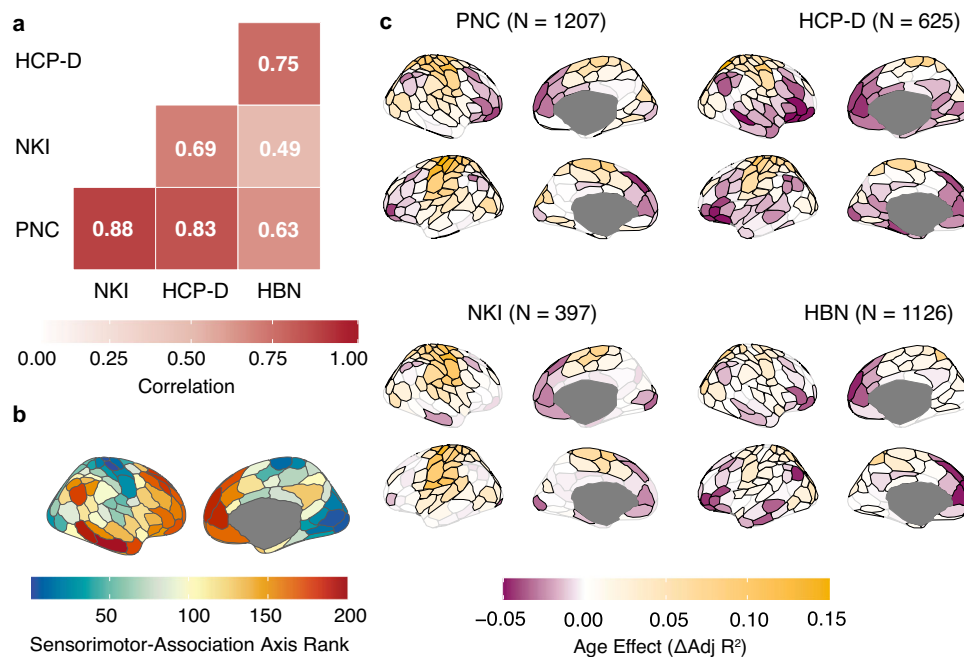 a
HCP-D
0.75
NKI
0.69
0.49
PNC
0.88
0.83
0.63
NKI
HCP-D
HBN
0.00
0.25
0.50
0.75
1.00
Correlation
b
50
100
150
200
Sensorimotor-Association Axis Rank
c
PNC (N = 1207)
HCP-D (N = 625)
NKI (N = 397)
HBN (N = 1126)
−0.05
0.00
0.05
0.10
0.15
Age Effect (ΔAdj R²)